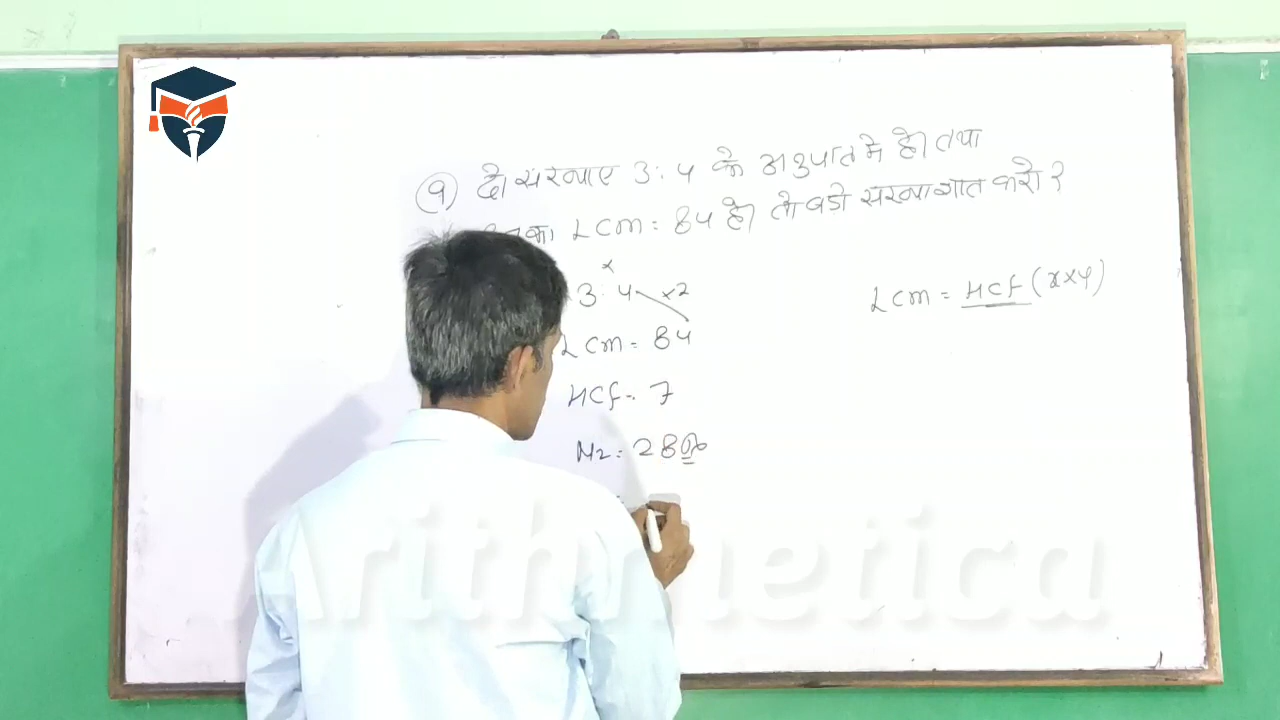 (9) दो संख्याए 3:4 के अनुपात मे है। तथा
LCM = 84 है। तो बडी संख्या ज्ञात करो?
3:4 ×2
LCM = 84
HCf = 7
N2 = 28
LCM = HCf (x×y)
Arithmetica